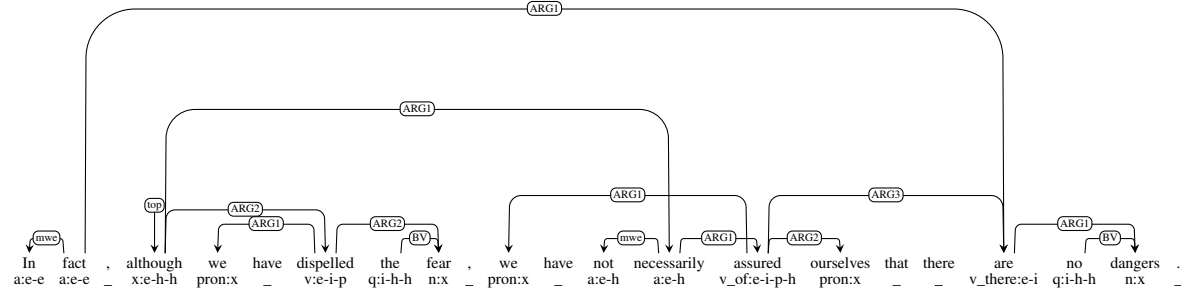 ARG1
ARG1
top ARG2 ARG1 ARG3
mwe ARG1 ARG2 BV mwe ARG1 ARG2 ARG1 BV
In fact , although we have dispelled the fear , we have not necessarily assured ourselves that there are no dangers .
a:e-e a:e-e _ x:e-h-h pron:x _ v:e-i-p q:i-h-h n:x _ pron:x _ a:e-h a:e-h v_of:e-i-p-h pron:x _ _ v_there:e-i q:i-h-h n:x _